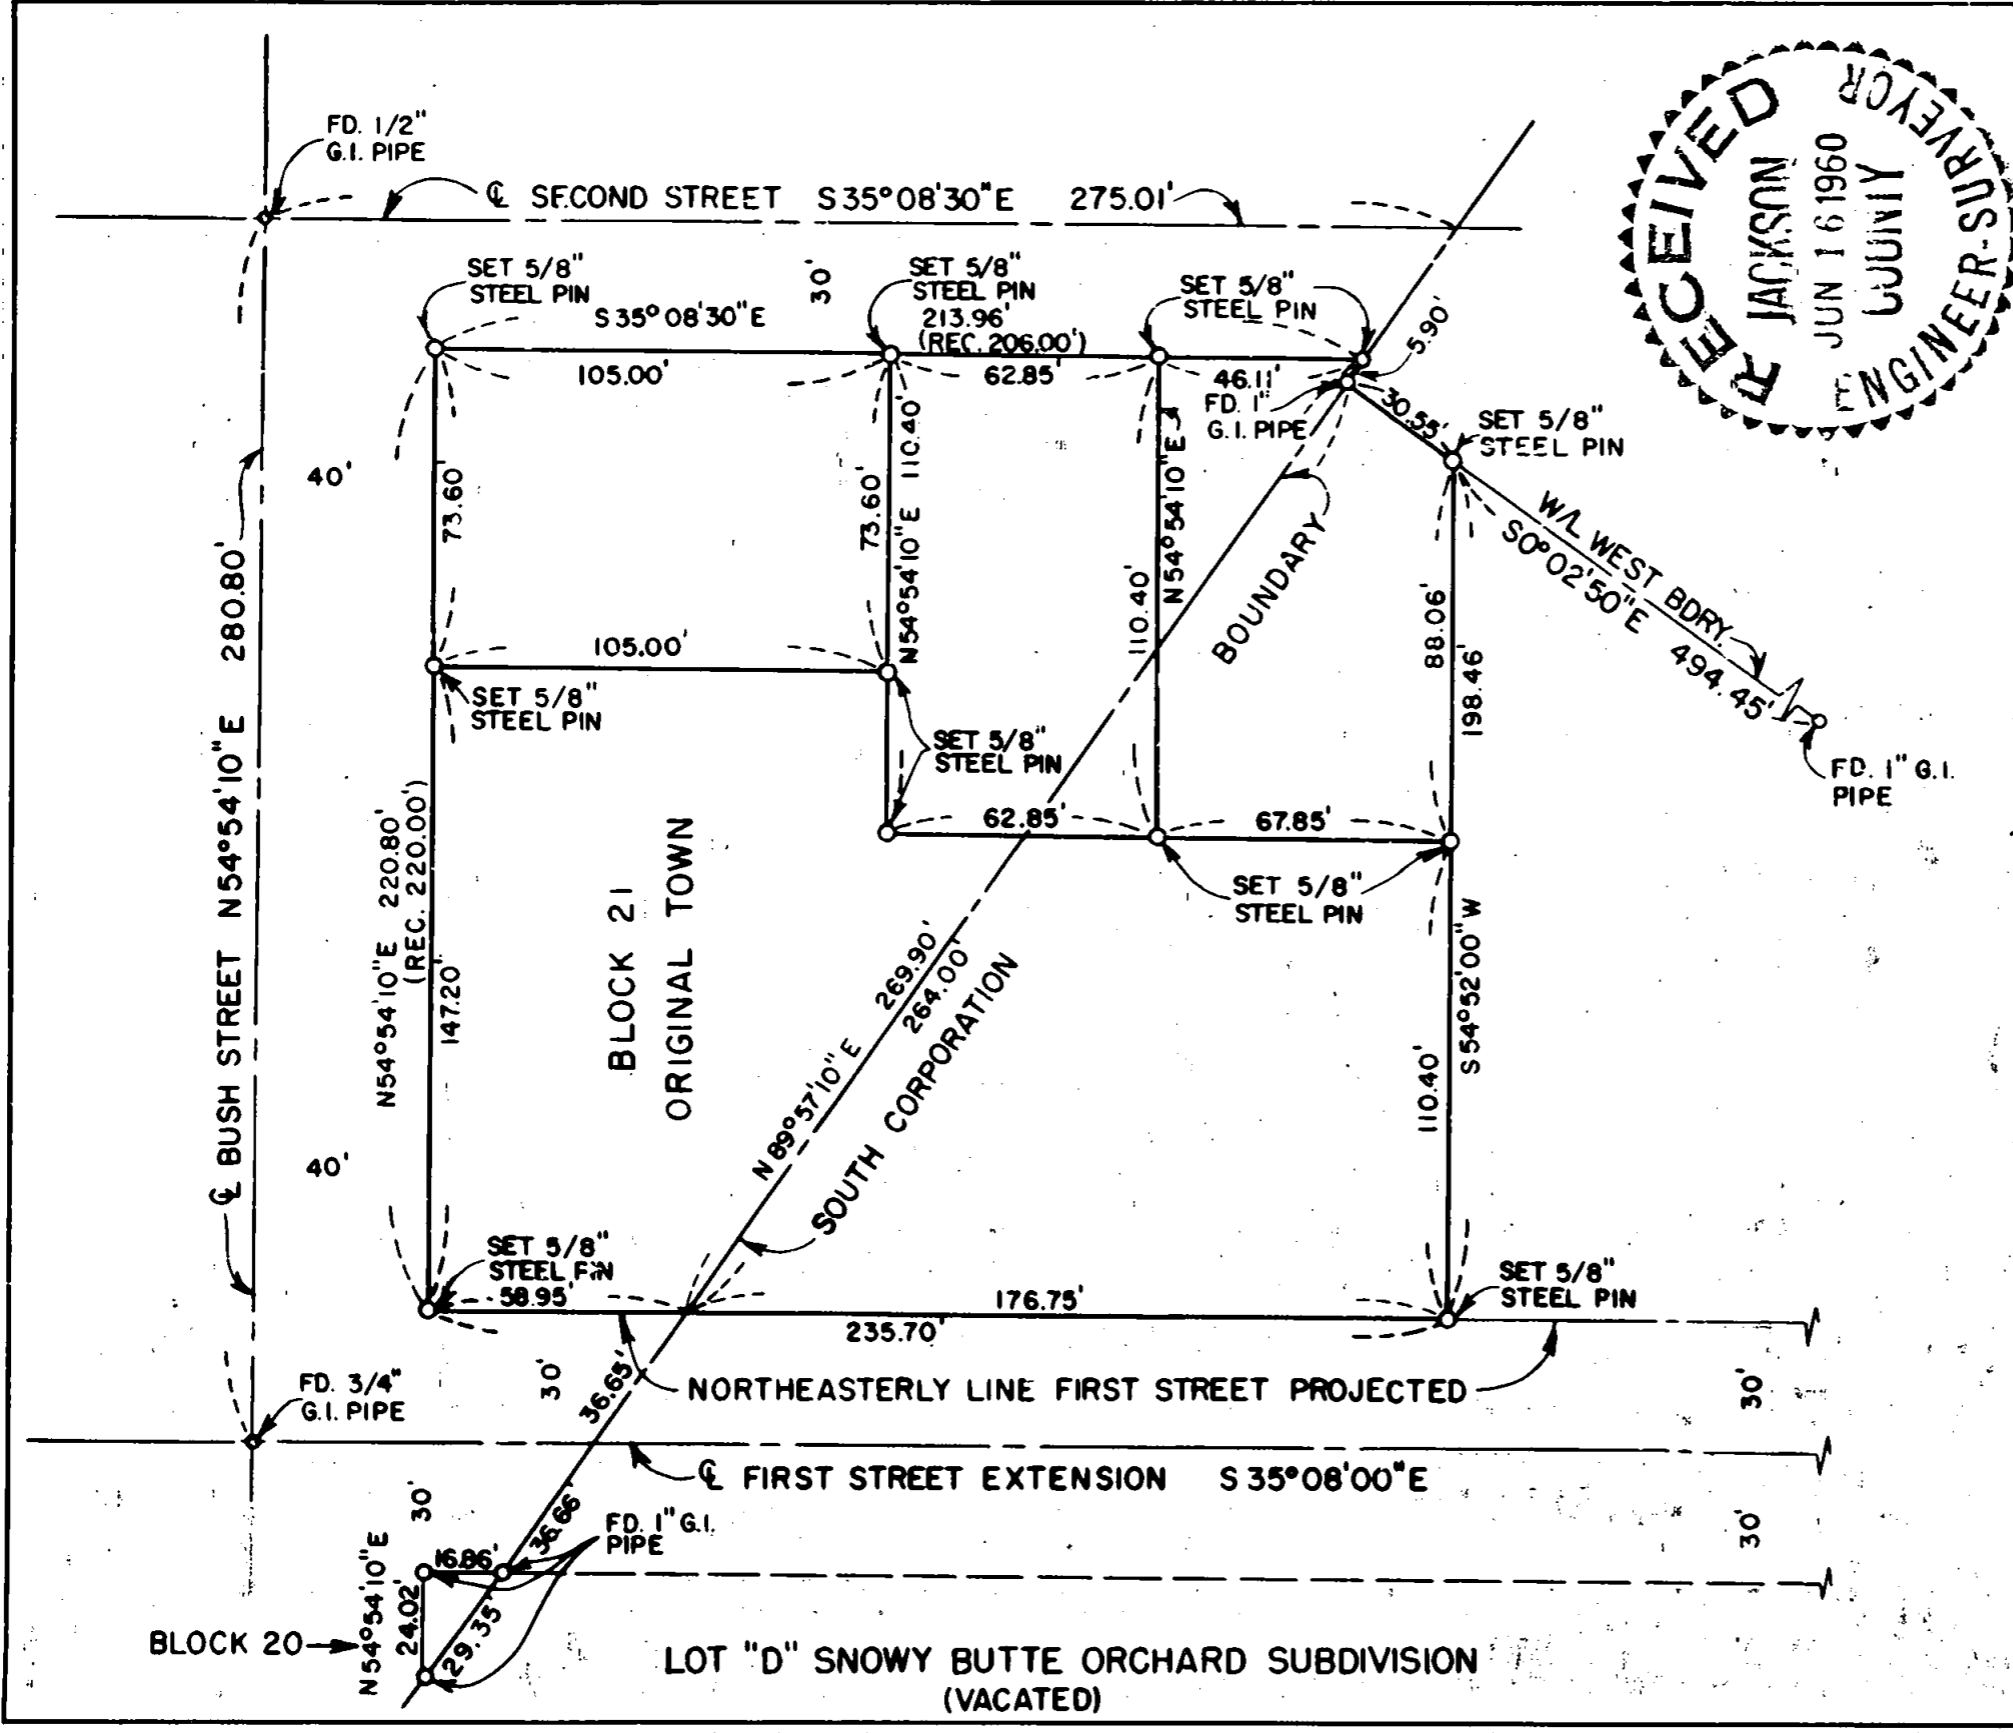 FD. 1/2"
G.I. PIPE
℄ SECOND STREET S 35°08'30"E 275.01'
RECEIVED
JACKSON
JUN 16 1960
COUNTY
ENGINEER-SURVEYOR
SET 5/8"
STEEL PIN
30'
SET 5/8"
STEEL PIN
SET 5/8"
STEEL PIN
S 35°08'30"E
213.96'
(REC. 206.00')
5.90'
105.00'
62.85'
46.11'
FD. 1"
G.I. PIPE
30.55'
SET 5/8"
STEEL PIN
40'
73.60'
73.60'
N54°54'10"E 110.40'
110.40'
N54°54'10"E
BOUNDARY
88.06'
198.46'
W/L WEST BDRY.
S0°02'50"E 494.45'
FD. 1" G.I.
PIPE
105.00'
SET 5/8"
STEEL PIN
SET 5/8"
STEEL PIN
℄ BUSH STREET N54°54'10"E 280.80'
N54°54'10"E 220.80'
(REC. 220.00')
147.20'
62.85'
67.85'
SET 5/8"
STEEL PIN
BLOCK 21
ORIGINAL TOWN
N 89°57'10"E 269.90'
264.00'
SOUTH CORPORATION
S 54°52'00"W
110.40'
40'
SET 5/8"
STEEL PIN
58.95'
176.75'
235.70'
SET 5/8"
STEEL PIN
30'
36.65'
NORTHEASTERLY LINE FIRST STREET PROJECTED
30'
FD. 3/4"
G.I. PIPE
℄ FIRST STREET EXTENSION S 35°08'00"E
30'
36.66'
FD. 1" G.I.
PIPE
30'
16.86'
N54°54'10"E
24.02'
29.35'
BLOCK 20
LOT "D" SNOWY BUTTE ORCHARD SUBDIVISION
(VACATED)